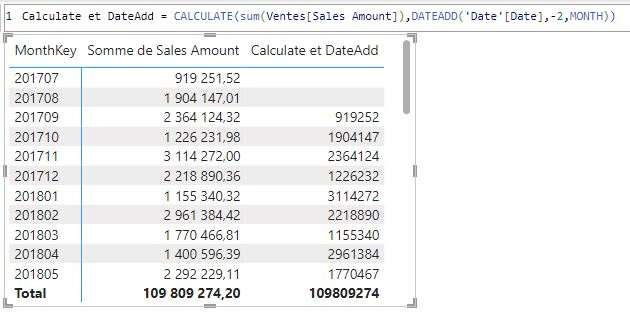 1 Calculate et DateAdd = CALCULATE(sum(Ventes[Sales Amount]),DATEADD('Date'[Date],-2,MONTH))
MonthKey Somme de Sales Amount Calculate et DateAdd
201707 919 251,52
201708 1 904 147,01
201709 2 364 124,32 919252
201710 1 226 231,98 1904147
201711 3 114 272,00 2364124
201712 2 218 890,36 1226232
201801 1 155 340,32 3114272
201802 2 961 384,42 2218890
201803 1 770 466,81 1155340
201804 1 400 596,39 2961384
201805 2 292 229,11 1770467
Total 109 809 274,20 109809274